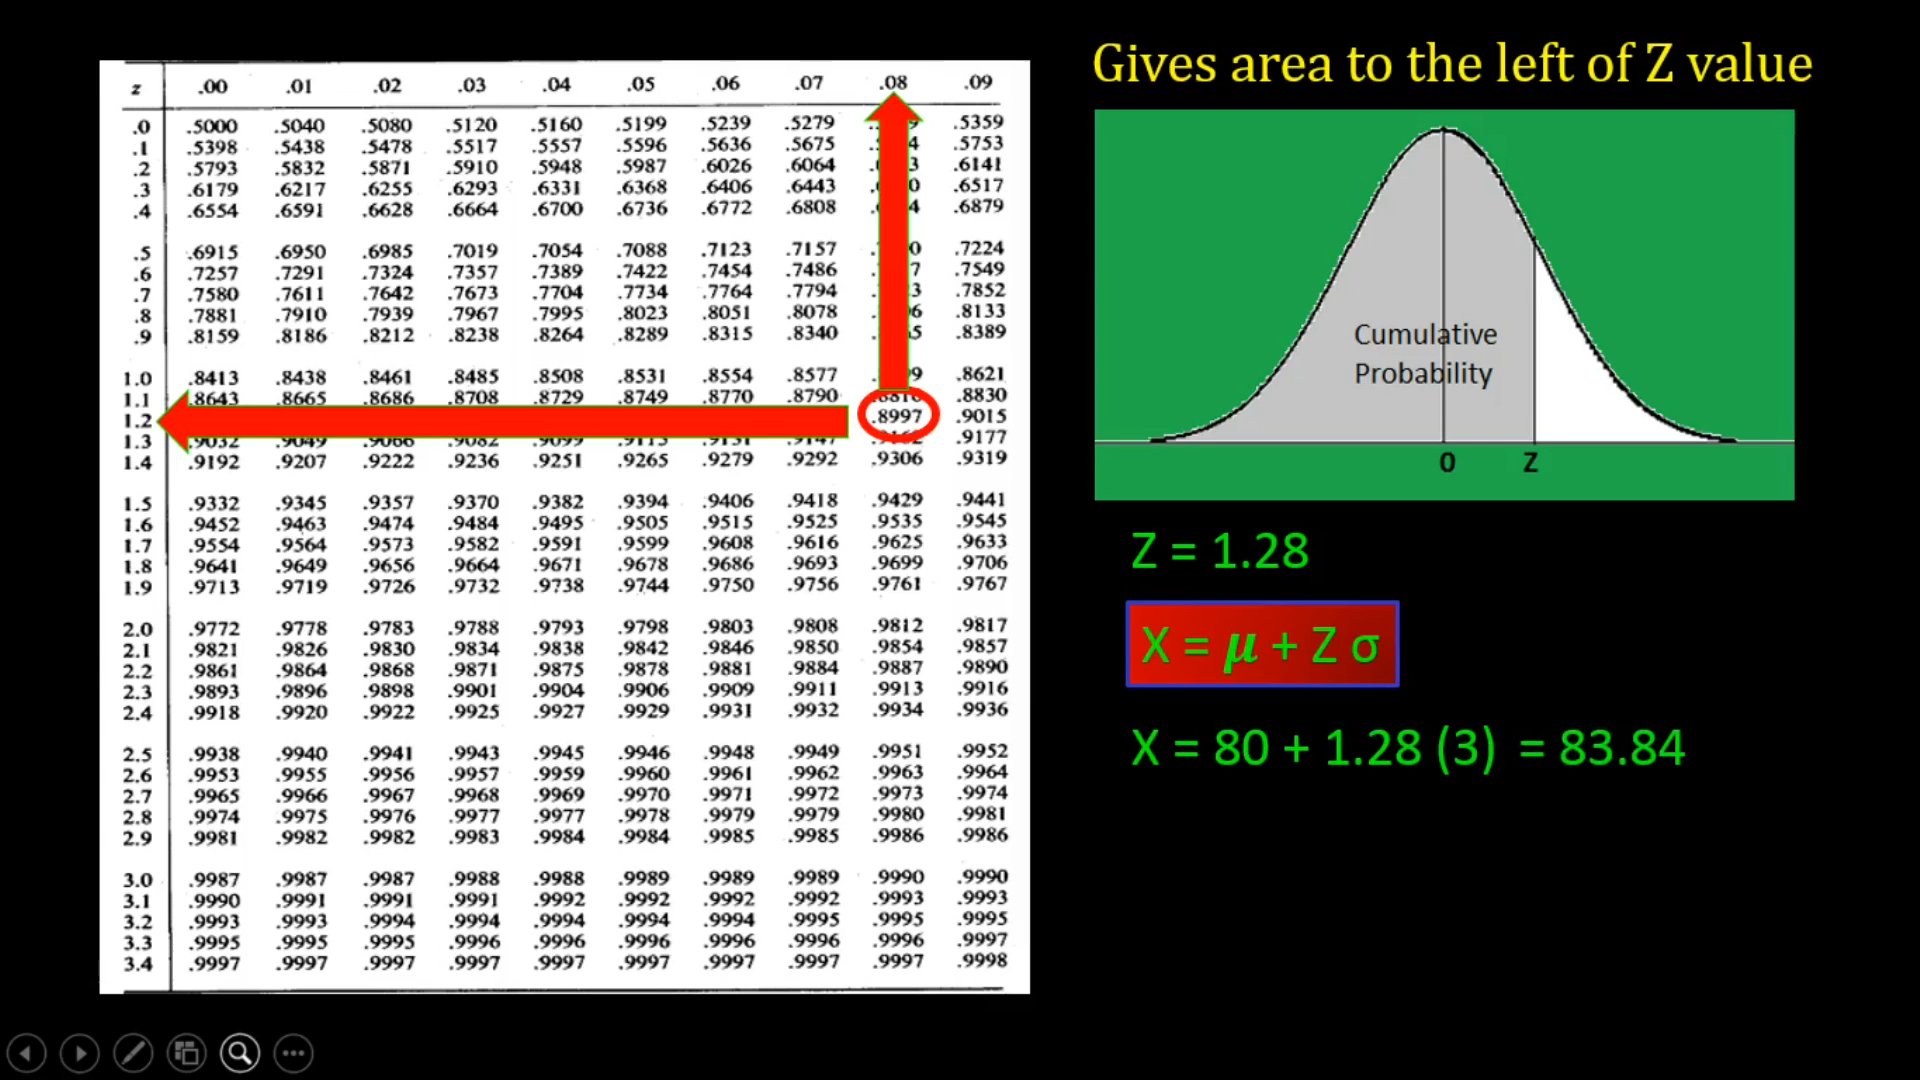 z .00 .01 .02 .03 .04 .05 .06 .07 .08 .09
.0 .5000 .5040 .5080 .5120 .5160 .5199 .5239 .5279 .5359
.1 .5398 .5438 .5478 .5517 .5557 .5596 .5636 .5675 .5753
.2 .5793 .5832 .5871 .5910 .5948 .5987 .6026 .6064 .6141
.3 .6179 .6217 .6255 .6293 .6331 .6368 .6406 .6443 .6517
.4 .6554 .6591 .6628 .6664 .6700 .6736 .6772 .6808 .6879
.5 .6915 .6950 .6985 .7019 .7054 .7088 .7123 .7157 .7224
.6 .7257 .7291 .7324 .7357 .7389 .7422 .7454 .7486 .7549
.7 .7580 .7611 .7642 .7673 .7704 .7734 .7764 .7794 .7852
.8 .7881 .7910 .7939 .7967 .7995 .8023 .8051 .8078 .8133
.9 .8159 .8186 .8212 .8238 .8264 .8289 .8315 .8340 .8389
1.0 .8413 .8438 .8461 .8485 .8508 .8531 .8554 .8577 .8621
1.1 .8643 .8665 .8686 .8708 .8729 .8749 .8770 .8790 .8810 .8830
1.2 .8997 .9015
1.3 .9032 .9049 .9066 .9082 .9099 .9115 .9131 .9147 .9162 .9177
1.4 .9192 .9207 .9222 .9236 .9251 .9265 .9279 .9292 .9306 .9319
1.5 .9332 .9345 .9357 .9370 .9382 .9394 .9406 .9418 .9429 .9441
1.6 .9452 .9463 .9474 .9484 .9495 .9505 .9515 .9525 .9535 .9545
1.7 .9554 .9564 .9573 .9582 .9591 .9599 .9608 .9616 .9625 .9633
1.8 .9641 .9649 .9656 .9664 .9671 .9678 .9686 .9693 .9699 .9706
1.9 .9713 .9719 .9726 .9732 .9738 .9744 .9750 .9756 .9761 .9767
2.0 .9772 .9778 .9783 .9788 .9793 .9798 .9803 .9808 .9812 .9817
2.1 .9821 .9826 .9830 .9834 .9838 .9842 .9846 .9850 .9854 .9857
2.2 .9861 .9864 .9868 .9871 .9875 .9878 .9881 .9884 .9887 .9890
2.3 .9893 .9896 .9898 .9901 .9904 .9906 .9909 .9911 .9913 .9916
2.4 .9918 .9920 .9922 .9925 .9927 .9929 .9931 .9932 .9934 .9936
2.5 .9938 .9940 .9941 .9943 .9945 .9946 .9948 .9949 .9951 .9952
2.6 .9953 .9955 .9956 .9957 .9959 .9960 .9961 .9962 .9963 .9964
2.7 .9965 .9966 .9967 .9968 .9969 .9970 .9971 .9972 .9973 .9974
2.8 .9974 .9975 .9976 .9977 .9977 .9978 .9979 .9979 .9980 .9981
2.9 .9981 .9982 .9982 .9983 .9984 .9984 .9985 .9985 .9986 .9986
3.0 .9987 .9987 .9987 .9988 .9988 .9989 .9989 .9989 .9990 .9990
3.1 .9990 .9991 .9991 .9991 .9992 .9992 .9992 .9992 .9993 .9993
3.2 .9993 .9993 .9994 .9994 .9994 .9994 .9994 .9995 .9995 .9995
3.3 .9995 .9995 .9995 .9996 .9996 .9996 .9996 .9996 .9996 .9997
3.4 .9997 .9997 .9997 .9997 .9997 .9997 .9997 .9997 .9997 .9998
Gives area to the left of Z value
Cumulative
Probability
0 Z
Z = 1.28
X = μ + Z σ
X = 80 + 1.28 (3) = 83.84